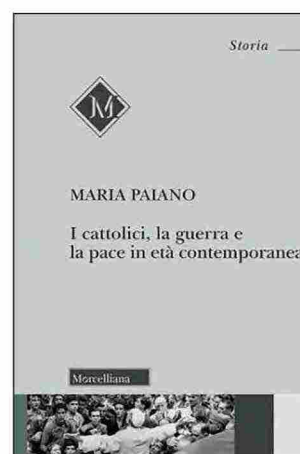 Storia
M
MARIA PAIANO
I cattolici, la guerra e
la pace in età contemporanea
Morcelliana